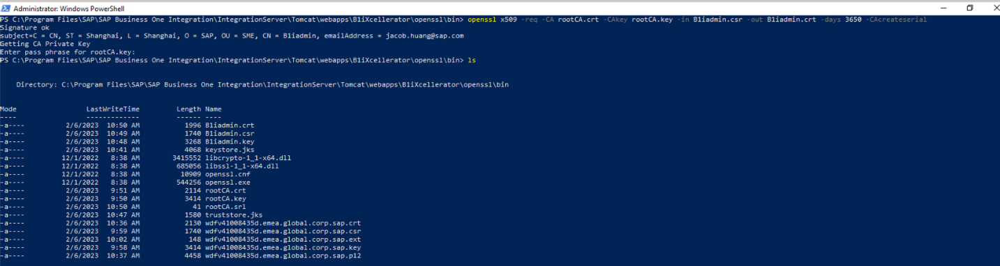 Administrator: Windows PowerShell
PS C:\Program Files\SAP\SAP Business One Integration\IntegrationServer\Tomcat\webapps\B1iXcellerator\openssl\bin> openssl x509 -req -CA rootCA.crt -CAkey rootCA.key -in B1iadmin.csr -out B1iadmin.crt -days 3650 -CAcreateserial
Signature ok
subject=C = CN, ST = Shanghai, L = Shanghai, O = SAP, OU = SME, CN = B1iadmin, emailAddress = jacob.huang@sap.com
Getting CA Private Key
Enter pass phrase for rootCA.key:
PS C:\Program Files\SAP\SAP Business One Integration\IntegrationServer\Tomcat\webapps\B1iXcellerator\openssl\bin> ls
Directory: C:\Program Files\SAP\SAP Business One Integration\IntegrationServer\Tomcat\webapps\B1iXcellerator\openssl\bin
Mode LastWriteTime Length Name
---- ------------- ------ ----
-a---- 2/6/2023 10:50 AM 1996 B1iadmin.crt
-a---- 2/6/2023 10:49 AM 1740 B1iadmin.csr
-a---- 2/6/2023 10:48 AM 3268 B1iadmin.key
-a---- 2/6/2023 10:41 AM 4068 keystore.jks
-a---- 12/1/2022 8:38 AM 3415552 libcrypto-1_1-x64.dll
-a---- 12/1/2022 8:38 AM 685056 libssl-1_1-x64.dll
-a---- 12/1/2022 8:38 AM 10909 openssl.cnf
-a---- 12/1/2022 8:38 AM 544256 openssl.exe
-a---- 2/6/2023 9:51 AM 2114 rootCA.crt
-a---- 2/6/2023 9:50 AM 3414 rootCA.key
-a---- 2/6/2023 10:50 AM 41 rootCA.srl
-a---- 2/6/2023 10:47 AM 1580 truststore.jks
-a---- 2/6/2023 10:36 AM 2130 wdfv41008435d.emea.global.corp.sap.crt
-a---- 2/6/2023 9:59 AM 1740 wdfv41008435d.emea.global.corp.sap.csr
-a---- 2/6/2023 10:02 AM 148 wdfv41008435d.emea.global.corp.sap.ext
-a---- 2/6/2023 9:58 AM 3414 wdfv41008435d.emea.global.corp.sap.key
-a---- 2/6/2023 10:37 AM 4458 wdfv41008435d.emea.global.corp.sap.p12